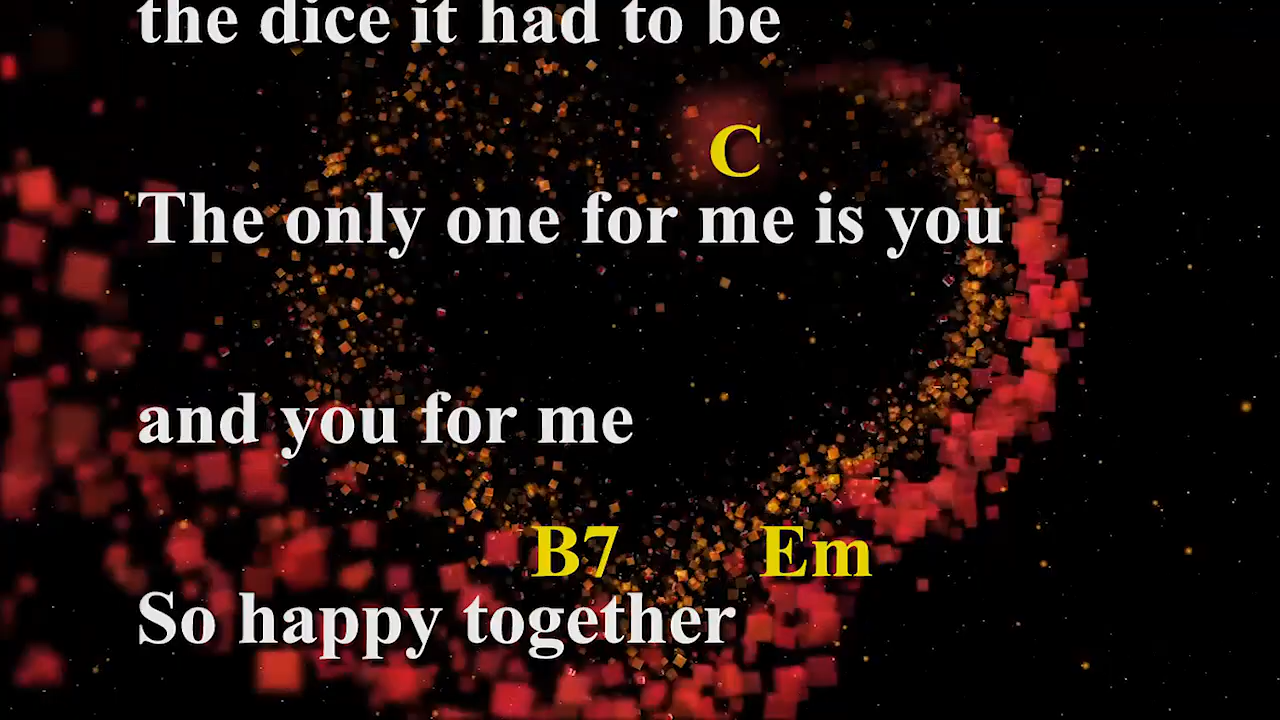 the dice it had to be
C
The only one for me is you
and you for me
B7 Em
So happy together